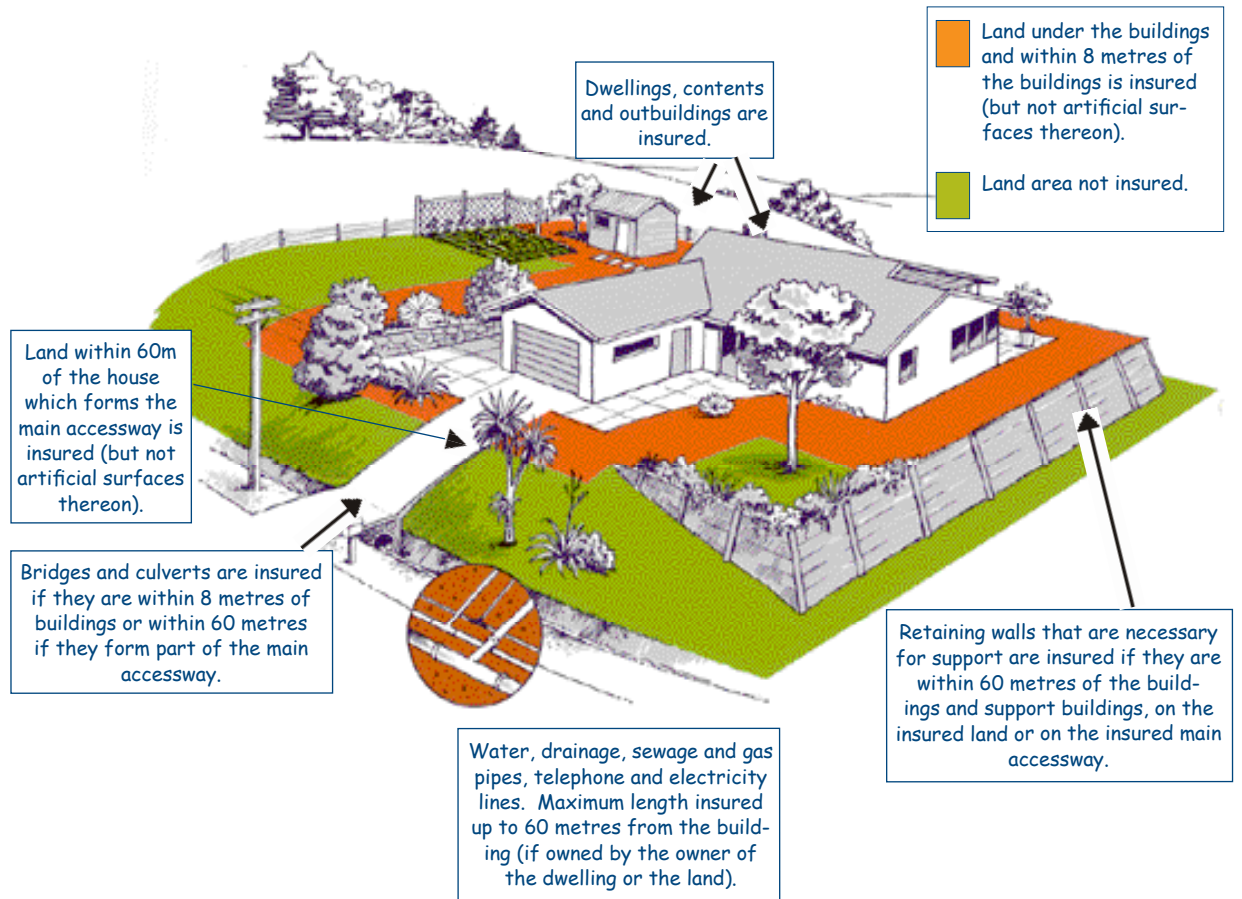 Land under the buildings
and within 8 metres of
the buildings is insured
(but not artificial sur-
faces thereon).
Land area not insured.
Dwellings, contents
and outbuildings are
insured.
Land within 60m
of the house
which forms the
main accessway is
insured (but not
artificial surfaces
thereon).
Bridges and culverts are insured
if they are within 8 metres of
buildings or within 60 metres
if they form part of the main
accessway.
Water, drainage, sewage and gas
pipes, telephone and electricity
lines. Maximum length insured
up to 60 metres from the build-
ing (if owned by the owner of
the dwelling or the land).
Retaining walls that are necessary
for support are insured if they are
within 60 metres of the build-
ings and support buildings, on the
insured land or on the insured main
accessway.